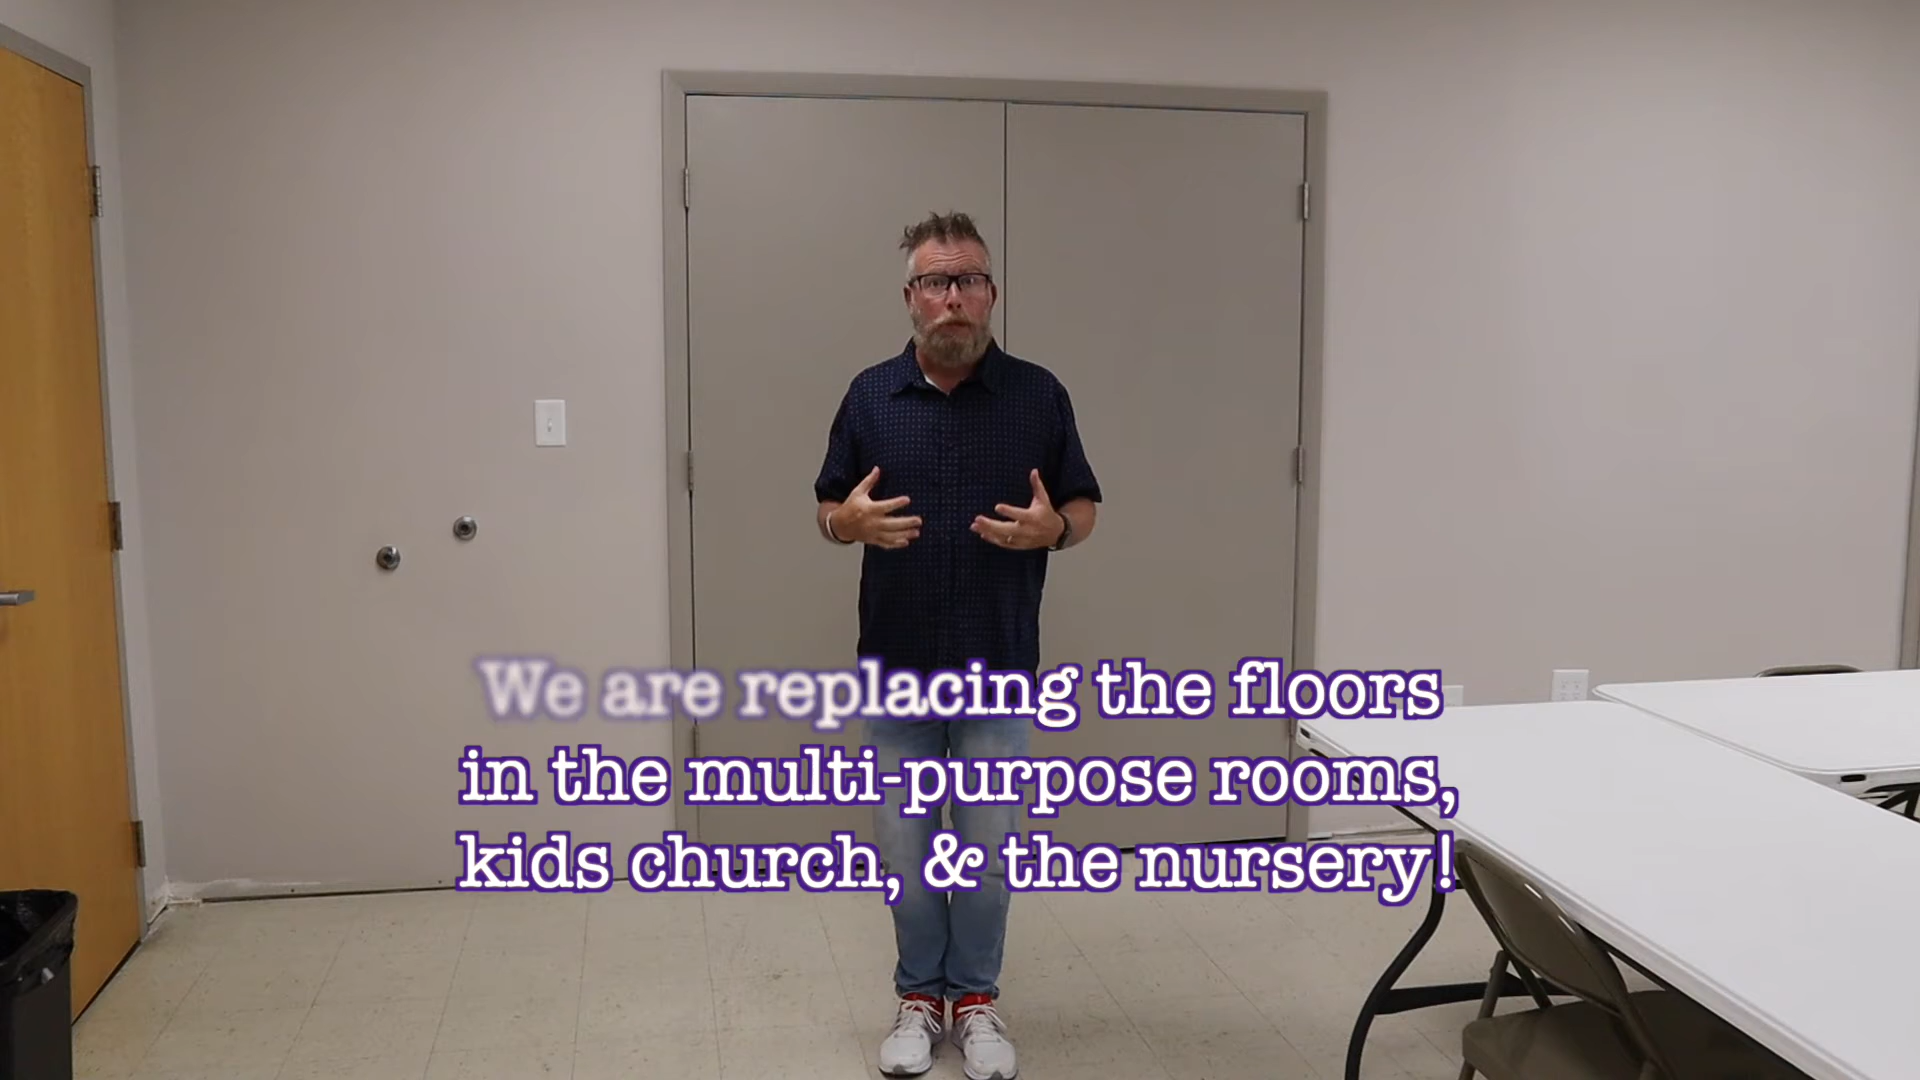 We are replacing the floors
in the multi-purpose rooms,
kids church, & the nursery!